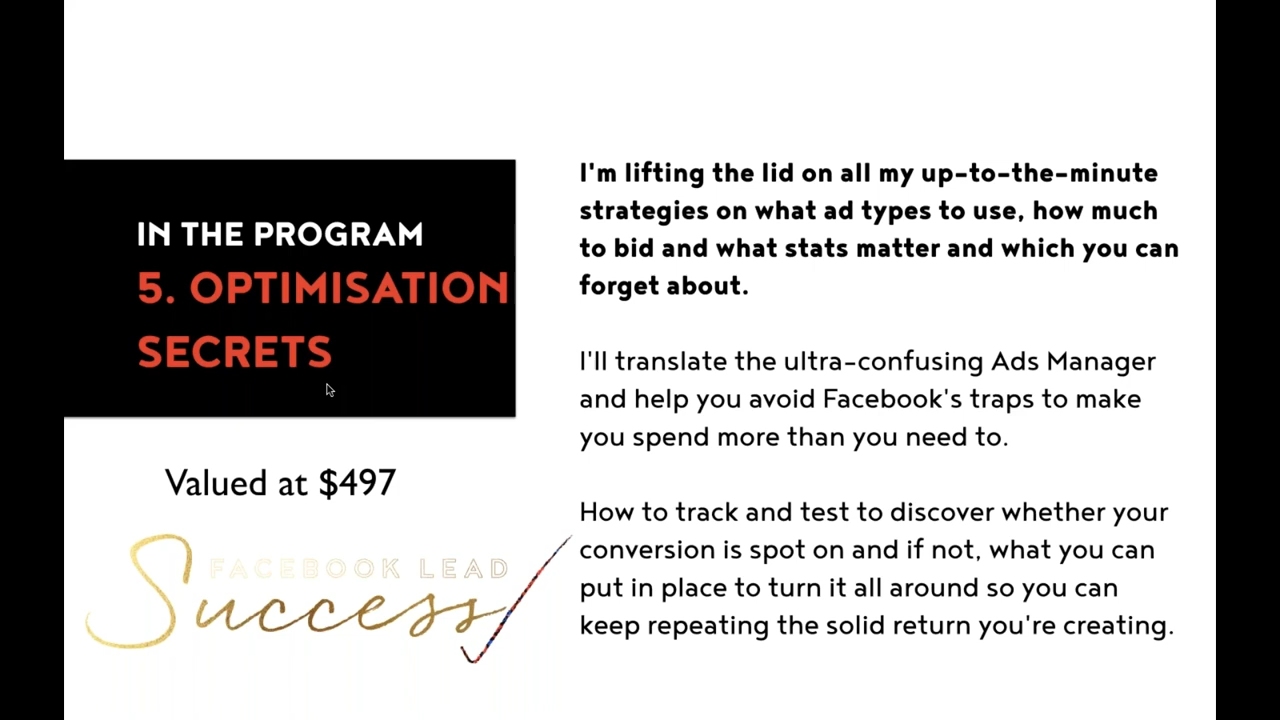 IN THE PROGRAM
5. OPTIMISATION
SECRETS
Valued at $497
FACEBOOK LEAD
Success
I'm lifting the lid on all my up-to-the-minute
strategies on what ad types to use, how much
to bid and what stats matter and which you can
forget about.
I'll translate the ultra-confusing Ads Manager
and help you avoid Facebook's traps to make
you spend more than you need to.
How to track and test to discover whether your
conversion is spot on and if not, what you can
put in place to turn it all around so you can
keep repeating the solid return you're creating.